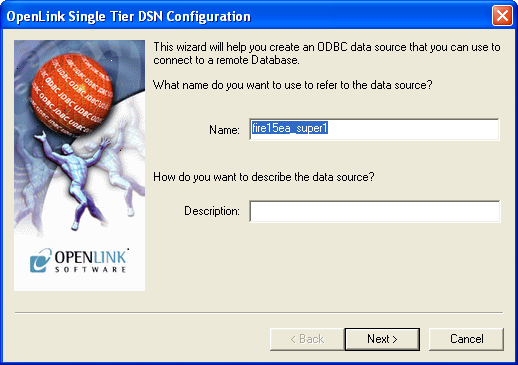 OpenLink Single Tier DSN Configuration
This wizard will help you create an ODBC data source that you can use to
connect to a remote Database.
What name do you want to use to refer to the data source?
Name:
fire15ea_super1
How do you want to describe the data source?
Description:
OPENLINK
SOFTWARE
< Back
Next >
Cancel